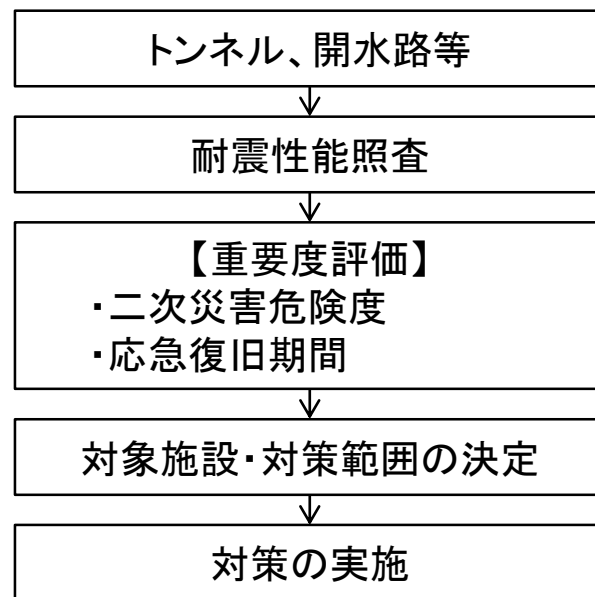 トンネル、開水路等
耐震性能照査
【重要度評価】
・二次災害危険度
・応急復旧期間
対象施設・対策範囲の決定
対策の実施